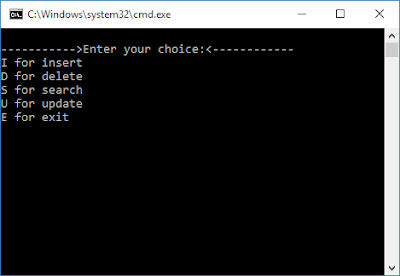 C:\Windows\system32\cmd.exe
----------->Enter your choice:<------------
I for insert
D for delete
S for search
U for update
E for exit